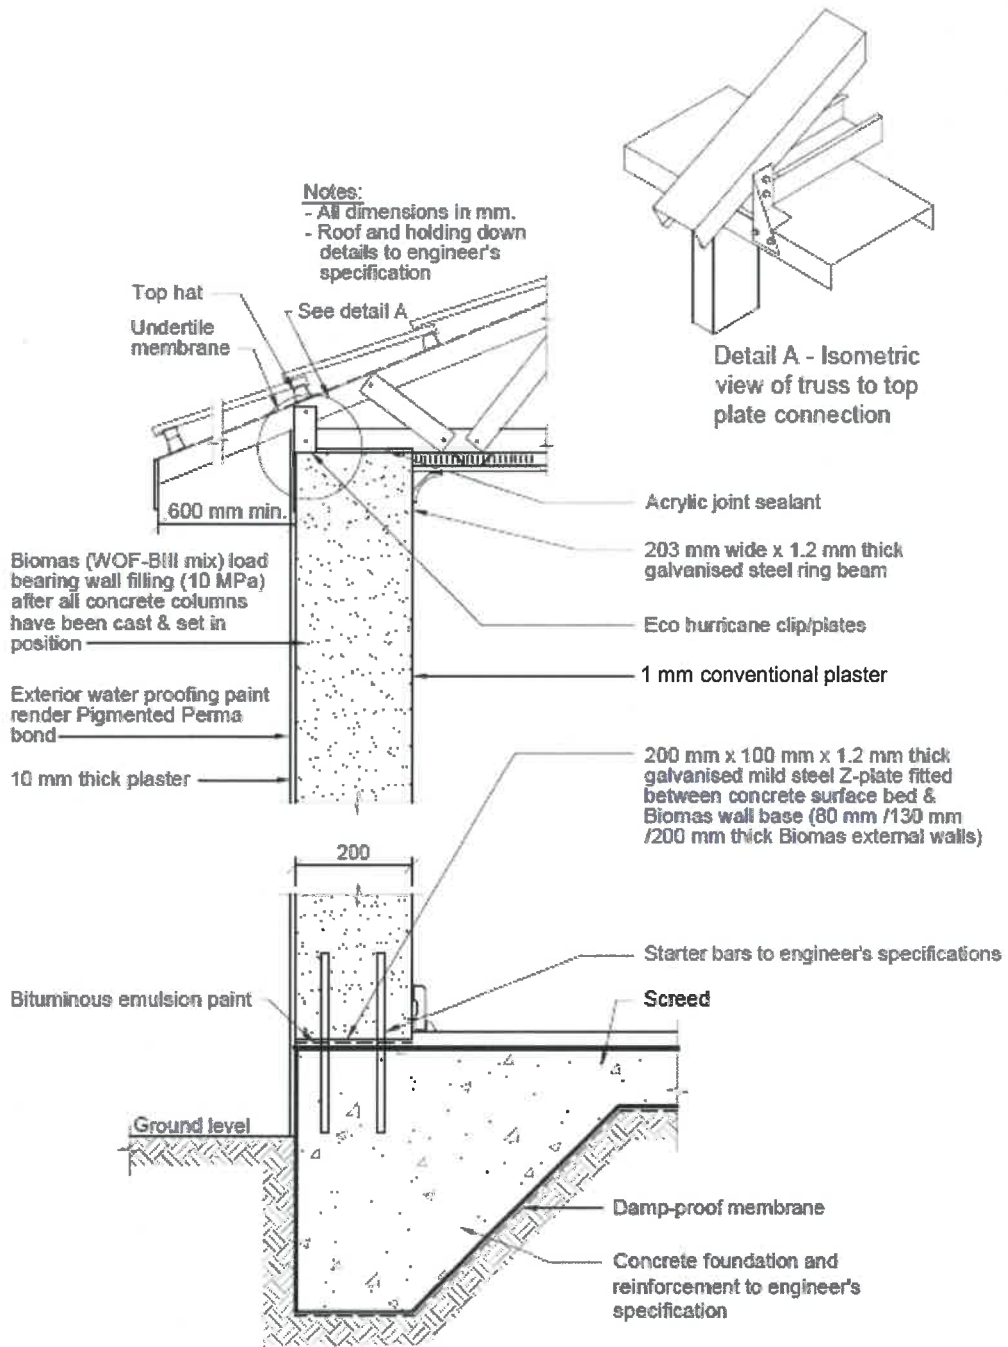 Notes:
- All dimensions in mm.
- Roof and holding down
details to engineer's
specification
Top hat
Undertile
membrane
See detail A
Detail A - Isometric
view of truss to top
plate connection
600 mm min.
Acrylic joint sealant
203 mm wide x 1.2 mm thick
galvanised steel ring beam
Biomas (WOF-BIII mix) load
bearing wall filling (10 MPa)
after all concrete columns
have been cast & set in
position
Eco hurricane clip/plates
1 mm conventional plaster
Exterior water proofing paint
render Pigmented Perma
bond
10 mm thick plaster
200 mm x 100 mm x 1.2 mm thick
galvanised mild steel Z-plate fitted
between concrete surface bed &
Biomas wall base (80 mm /130 mm
/200 mm thick Biomas external walls)
200
Starter bars to engineer's specifications
Bituminous emulsion paint
Screed
Ground level
Damp-proof membrane
Concrete foundation and
reinforcement to engineer's
specification